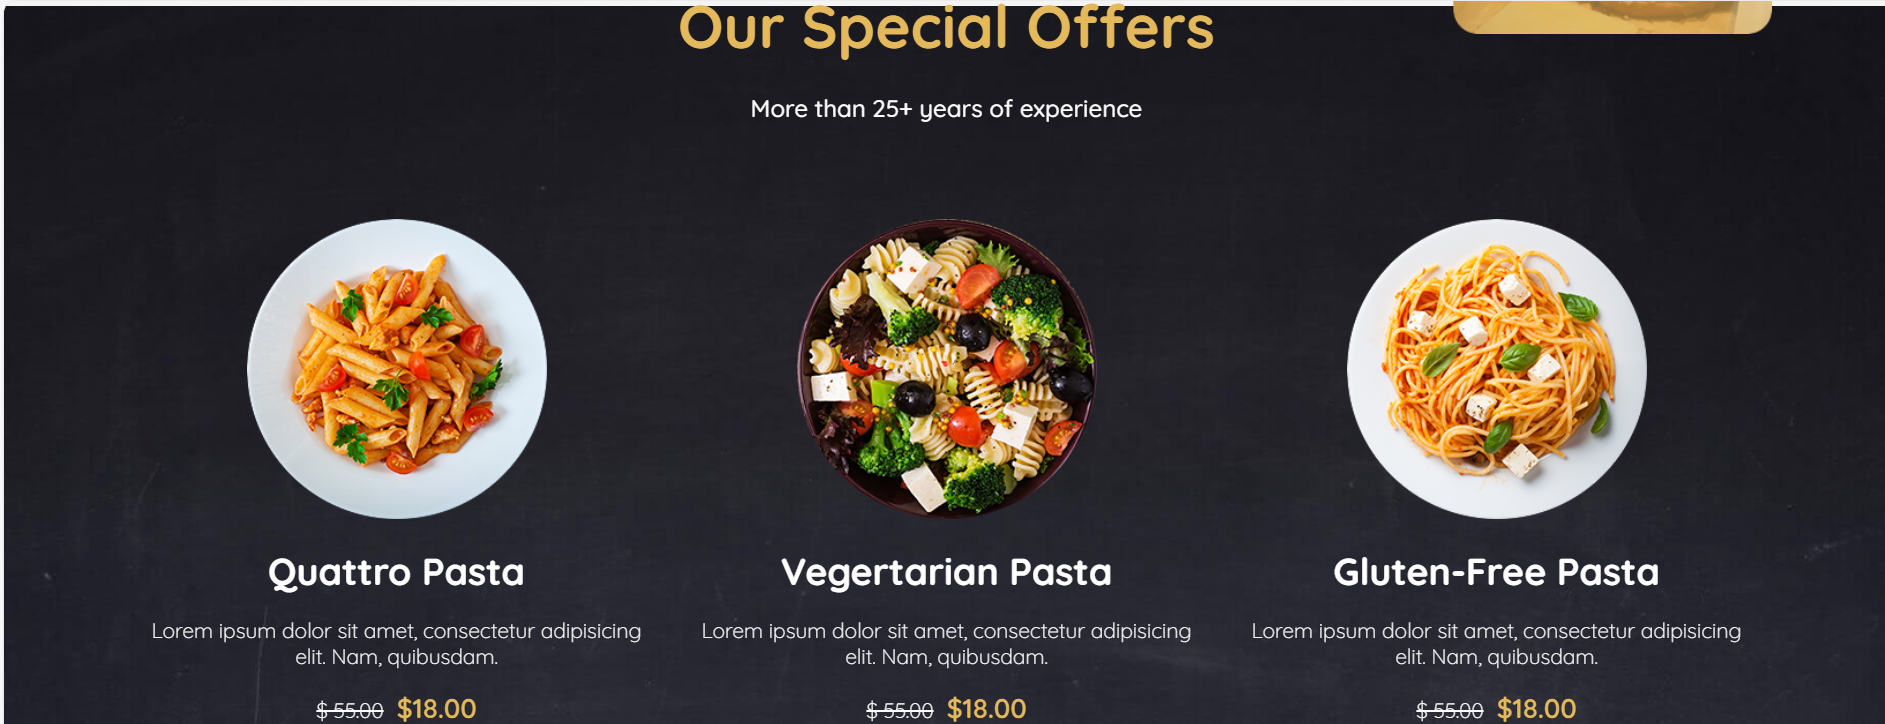 Our Special Offers
More than 25+ years of experience
Quattro Pasta
Lorem ipsum dolor sit amet, consectetur adipisicing
elit. Nam, quibusdam.
$ 55.00 $18.00
Vegertarian Pasta
Lorem ipsum dolor sit amet, consectetur adipisicing
elit. Nam, quibusdam.
$ 55.00 $18.00
Gluten-Free Pasta
Lorem ipsum dolor sit amet, consectetur adipisicing
elit. Nam, quibusdam.
$ 55.00 $18.00